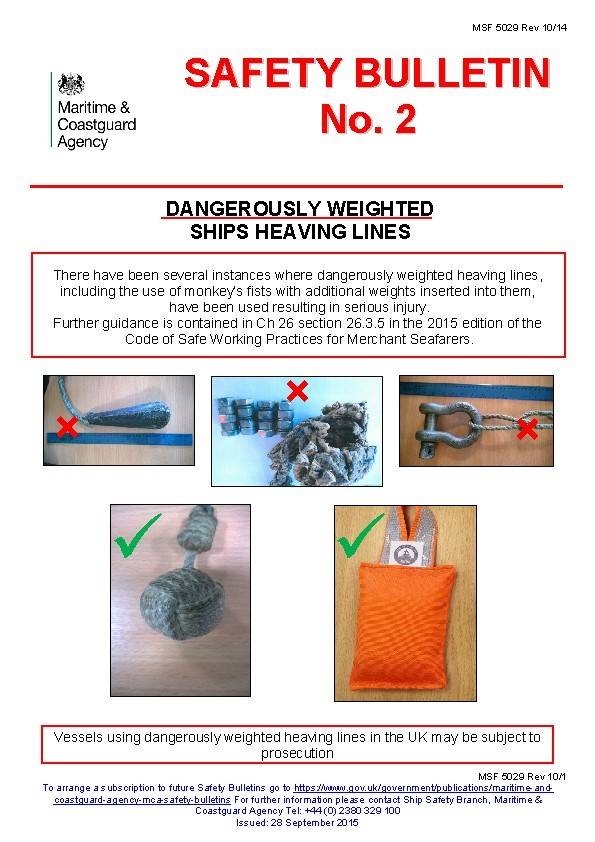 MSF 5029 Rev 10/14
SAFETY BULLETIN
No. 2
Maritime &
Coastguard
Agency
DANGEROUSLY WEIGHTED
SHIPS HEAVING LINES
There have been several instances where dangerously weighted heaving lines,
including the use of monkey's fists with additional weights inserted into them,
have been used resulting in serious injury.
Further guidance is contained in Ch 26 section 26.3.5 in the 2015 edition of the
Code of Safe Working Practices for Merchant Seafarers.
Vessels using dangerously weighted heaving lines in the UK may be subject to
prosecution
MSF 5029 Rev 10/1
To arrange a subscription to future Safety Bulletins go to https://www.gov.uk/government/publications/maritime-and-
coastguard-agency-mca-safety-bulletins For further information please contact Ship Safety Branch, Maritime &
Coastguard Agency Tel: +44 (0) 2380 329 100
Issued: 28 September 2015